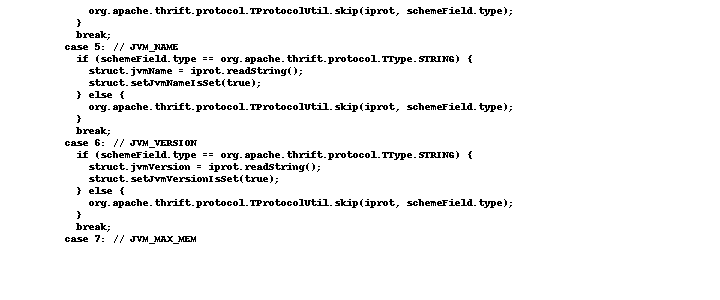 org.apache.thrift.protocol.TProtocolUtil.skip(iprot, schemeField.type);
}
break;
case 5: // JVM_NAME
if (schemeField.type == org.apache.thrift.protocol.TType.STRING) {
struct.jvmName = iprot.readString();
struct.setJvmNameIsSet(true);
} else {
org.apache.thrift.protocol.TProtocolUtil.skip(iprot, schemeField.type);
}
break;
case 6: // JVM_VERSION
if (schemeField.type == org.apache.thrift.protocol.TType.STRING) {
struct.jvmVersion = iprot.readString();
struct.setJvmVersionIsSet(true);
} else {
org.apache.thrift.protocol.TProtocolUtil.skip(iprot, schemeField.type);
}
break;
case 7: // JVM_MAX_MEM